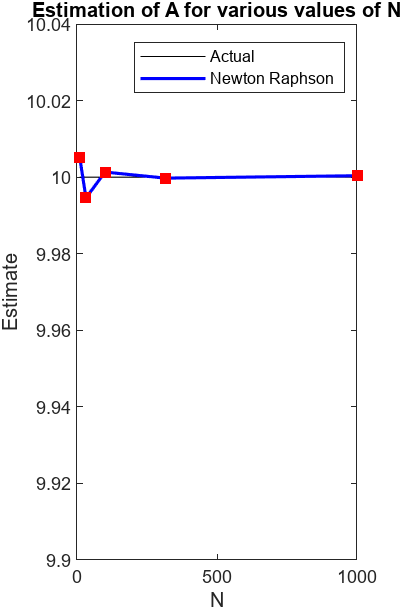 Estimation of A for various values of N
Actual
Newton Raphson
10.04
10.02
10
9.98
9.96
9.94
9.92
9.9
Estimate
0
500
1000
N